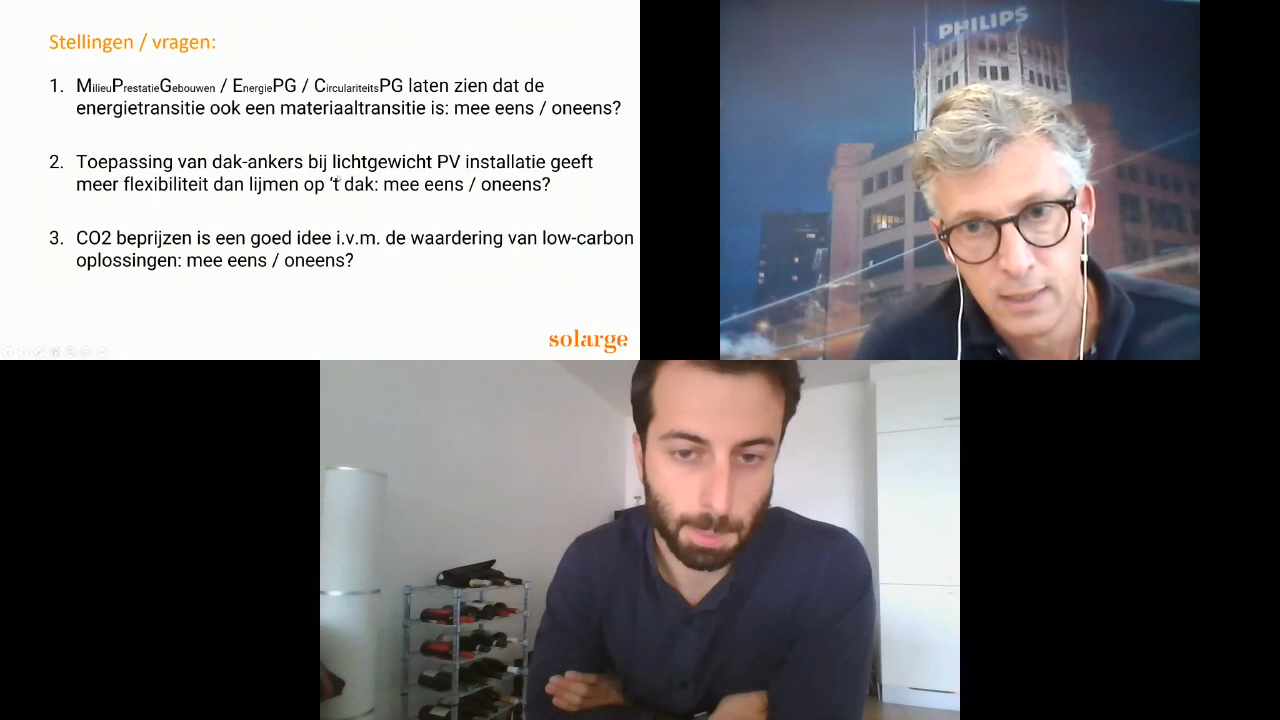 Stellingen / vragen:
1. MilieuPrestatieGebouwen / EnergiePG / CirculariteitsPG laten zien dat de
energietransitie ook een materiaaltransitie is: mee eens / oneens?
2. Toepassing van dak-ankers bij lichtgewicht PV installatie geeft
meer flexibiliteit dan lijmen op ‘t dak: mee eens / oneens?
3. CO2 beprijzen is een goed idee i.v.m. de waardering van low-carbon
oplossingen: mee eens / oneens?
solarge
PHILIPS